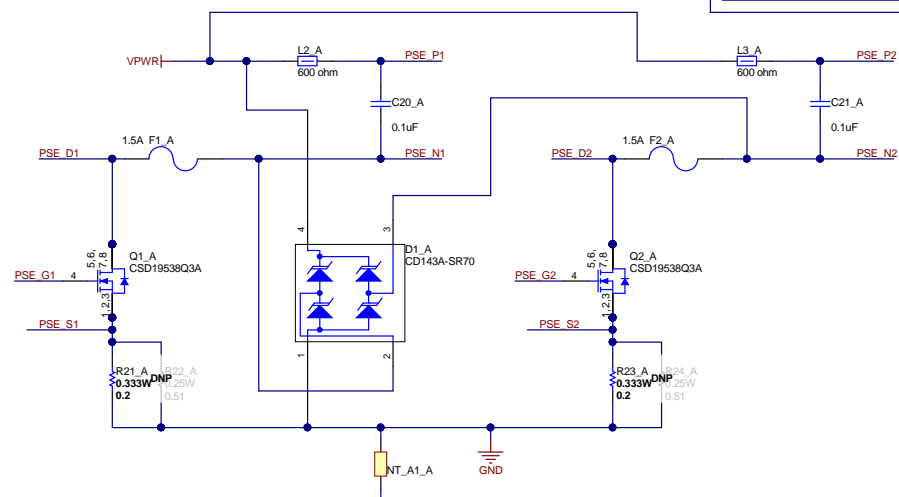 L2_A
PSE_P1
VPWR
600 ohm
L3_A
PSE_P2
600 ohm
C20_A
0.1uF
C21_A
0.1uF
PSE_D1
1.5A F1_A
PSE_N1
PSE_D2
1.5A F2_A
PSE_N2
4
3
D1_A
CD143A-SR70
5,6,
7,8
Q1_A
CSD19538Q3A
PSE_G1
4
1,2,3
5,6,
7,8
Q2_A
CSD19538Q3A
PSE_G2
4
1,2,3
PSE_S1
PSE_S2
1
2
R21_A
0.333W
0.2
DNP
R22_A
0.25W
0.51
R23_A
0.333W
0.2
DNP
R24_A
0.25W
0.51
NT_A1_A
GND